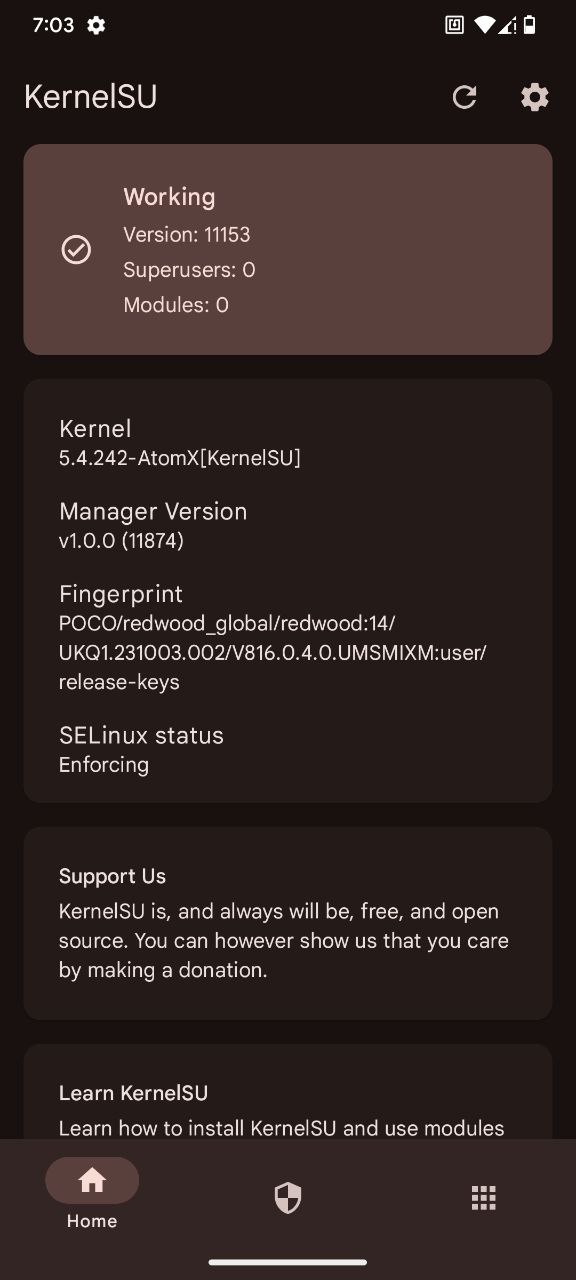 7:03
KernelSU
Working
Version: 11153
Superusers: 0
Modules: 0
Kernel
5.4.242-AtomX[KernelSU]
Manager Version
v1.0.0 (11874)
Fingerprint
POCO/redwood_global/redwood:14/
UKQ1.231003.002/V816.0.4.0.UMSMIXM:user/
release-keys
SELinux status
Enforcing
Support Us
KernelSU is, and always will be, free, and open
source. You can however show us that you care
by making a donation.
Learn KernelSU
Learn how to install KernelSU and use modules
Home